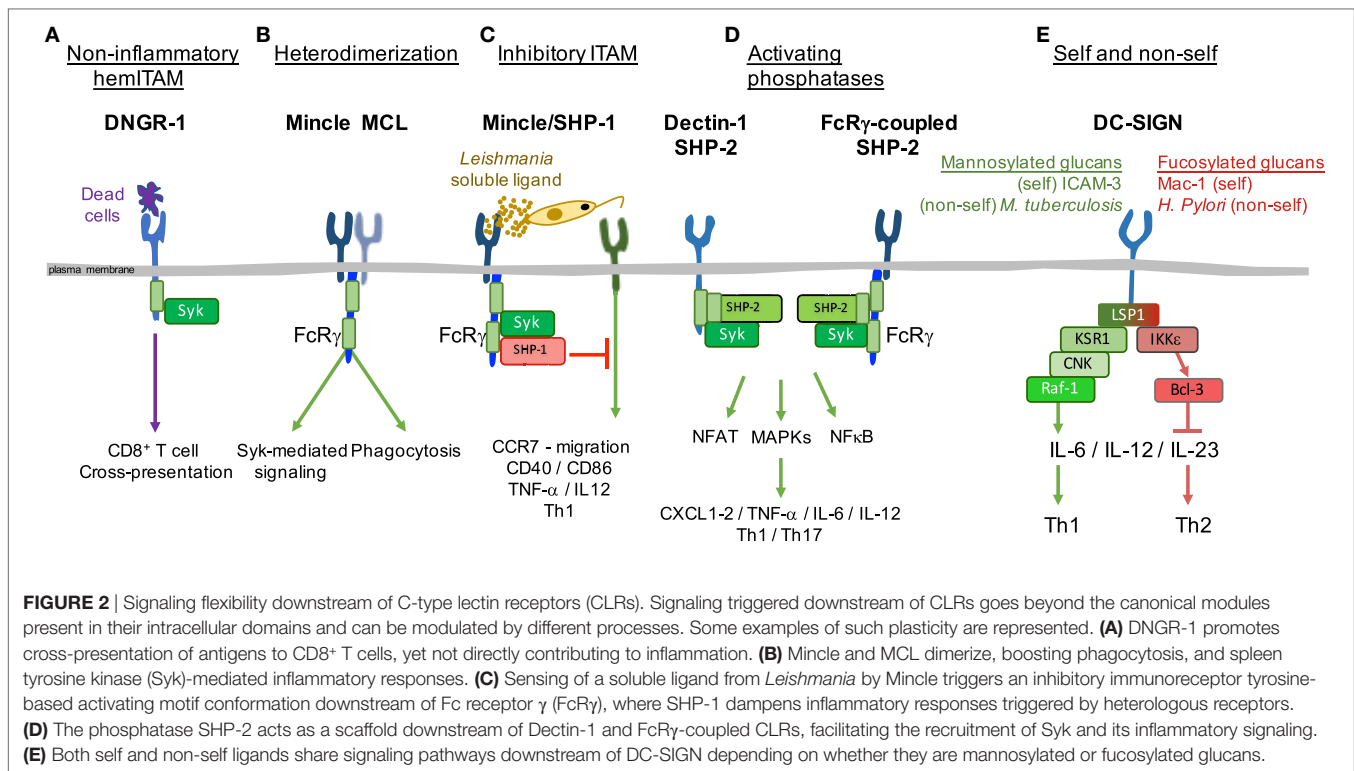 A
Non-inflammatory
hemITAM
DNGR-1
Dead
cells
Syk
CD8⁺ T cell
Cross-presentation
B
Heterodimerization
Mincle MCL
FcRγ
Syk-mediated
signaling
Phagocytosis
C
Inhibitory ITAM
Mincle/SHP-1
Leishmania
soluble ligand
FcRγ
Syk
SHP-1
CCR7 - migration
CD40 / CD86
TNF-α / IL12
Th1
D
Activating
phosphatases
Dectin-1
SHP-2
FcRγ-coupled
SHP-2
SHP-2
Syk
SHP-2
Syk
FcRγ
NFAT
MAPKs
NFκB
CXCL1-2 / TNF-α / IL-6 / IL-12
Th1 / Th17
E
Self and non-self
DC-SIGN
Mannosylated glucans
(self) ICAM-3
(non-self) M. tuberculosis
Fucosylated glucans
Mac-1 (self)
H. Pylori (non-self)
LSP1
KSR1
IKKε
CNK
Raf-1
Bcl-3
IL-6 / IL-12 / IL-23
Th1
Th2
plasma membrane
FIGURE 2 | Signaling flexibility downstream of C-type lectin receptors (CLRs). Signaling triggered downstream of CLRs goes beyond the canonical modules
present in their intracellular domains and can be modulated by different processes. Some examples of such plasticity are represented. (A) DNGR-1 promotes
cross-presentation of antigens to CD8⁺ T cells, yet not directly contributing to inflammation. (B) Mincle and MCL dimerize, boosting phagocytosis, and spleen
tyrosine kinase (Syk)-mediated inflammatory responses. (C) Sensing of a soluble ligand from Leishmania by Mincle triggers an inhibitory immunoreceptor tyrosine-
based activating motif conformation downstream of Fc receptor γ (FcRγ), where SHP-1 dampens inflammatory responses triggered by heterologous receptors.
(D) The phosphatase SHP-2 acts as a scaffold downstream of Dectin-1 and FcRγ-coupled CLRs, facilitating the recruitment of Syk and its inflammatory signaling.
(E) Both self and non-self ligands share signaling pathways downstream of DC-SIGN depending on whether they are mannosylated or fucosylated glucans.